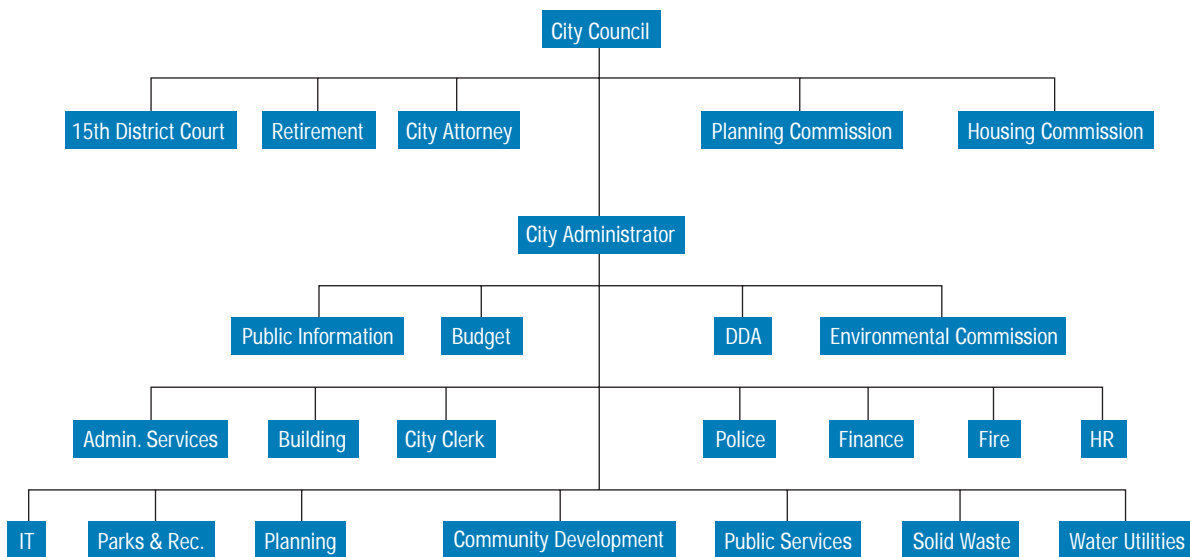 City Council
15th District Court
Retirement
City Attorney
Planning Commission
Housing Commission
City Administrator
Public Information
Budget
DDA
Environmental Commission
Admin. Services
Building
City Clerk
Police
Finance
Fire
HR
IT
Parks & Rec.
Planning
Community Development
Public Services
Solid Waste
Water Utilities